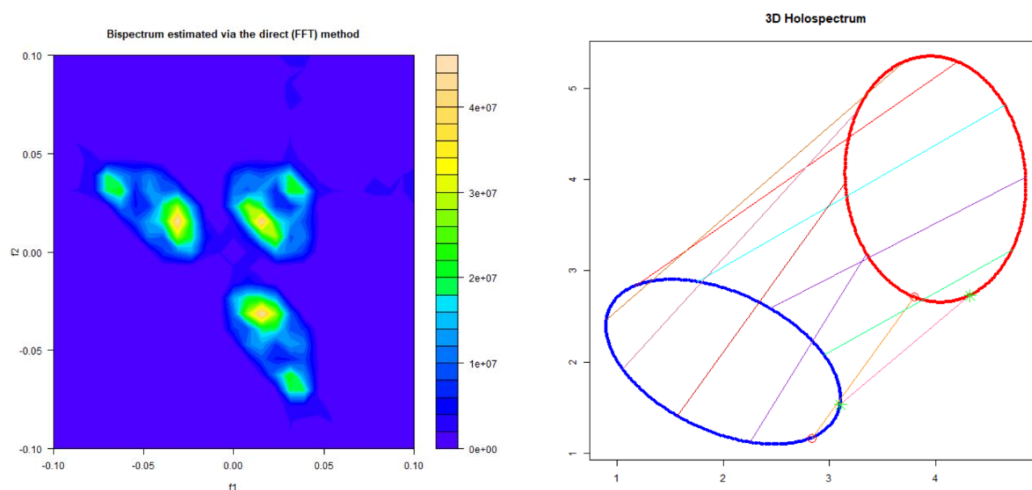 Bispectrum estimated via the direct (FFT) method
0.10
0.05
0.00
-0.05
-0.10
f2
-0.10
-0.05
0.00
0.05
0.10
f1
4e+07
3e+07
2e+07
1e+07
0e+00
3D Holospectrum
5
4
3
2
1
1
2
3
4